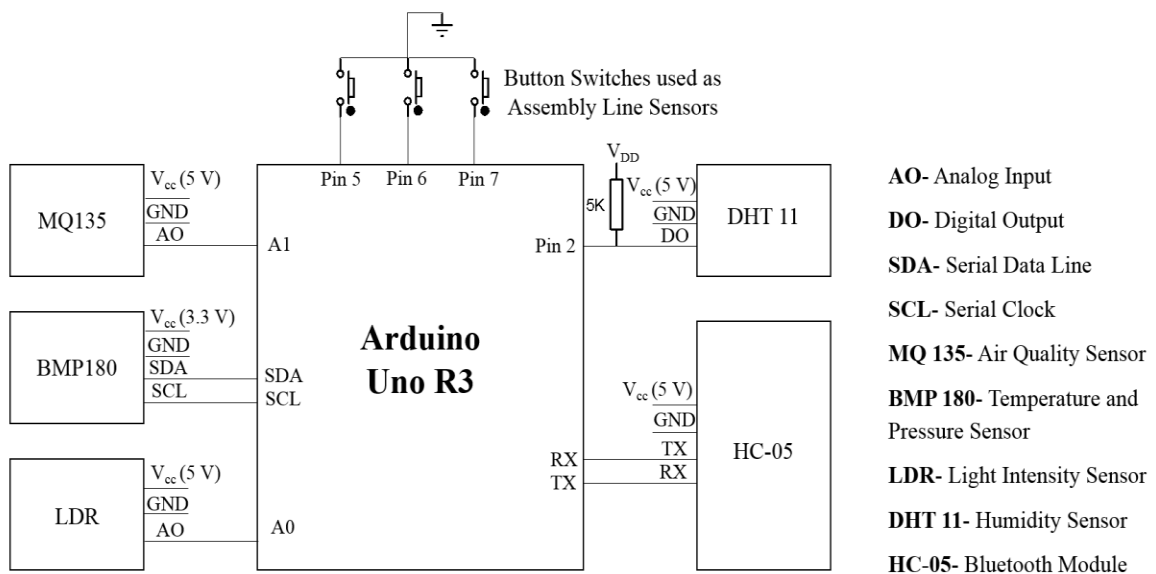 Button Switches used as
Assembly Line Sensors
Pin 5
Pin 6
Pin 7
MQ135
Vcc (5 V)
GND
AO
A1
BMP180
Vcc (3.3 V)
GND
SDA
SCL
SDA
SCL
LDR
Vcc (5 V)
GND
AO
A0
Arduino
Uno R3
VDD
5K
Pin 2
Vcc (5 V)
GND
DO
DHT 11
RX
TX
Vcc (5 V)
GND
TX
RX
HC-05
AO- Analog Input
DO- Digital Output
SDA- Serial Data Line
SCL- Serial Clock
MQ 135- Air Quality Sensor
BMP 180- Temperature and
Pressure Sensor
LDR- Light Intensity Sensor
DHT 11- Humidity Sensor
HC-05- Bluetooth Module